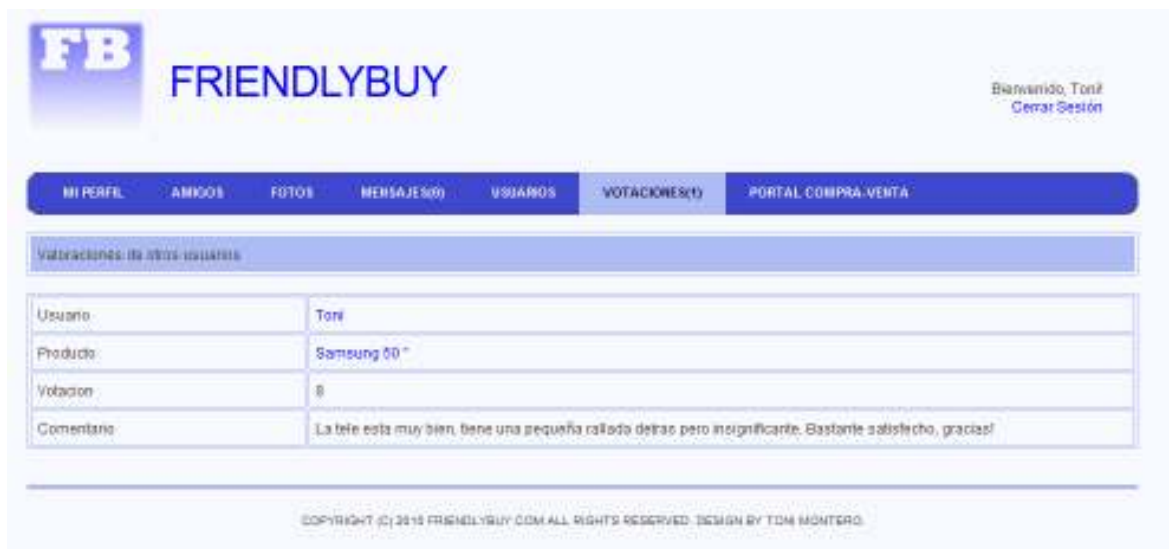 FB
FRIENDLYBUY
Bienvenido, Toni!
Cerrar Sesión
MI PERFIL AMIGOS FOTOS MENSAJES(0) USUARIOS VOTACIONES(1) PORTAL COMPRA-VENTA
Valoraciones de otros usuarios
Usuario Toni
Producto Samsung 50 "
Votacion 8
Comentario La tele esta muy bien, tiene una pequeña rallada detras pero insignificante. Bastante satisfecho, gracias!
COPYRIGHT (C) 2010 FRIENDLYBUY.COM ALL RIGHTS RESERVED. DESIGN BY TONI MONTERO.